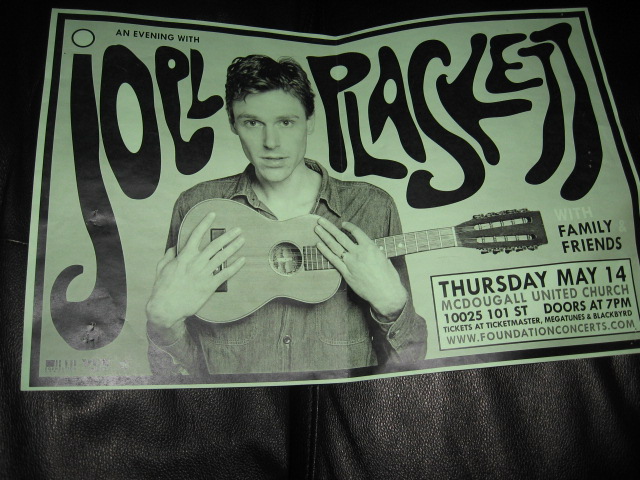 AN EVENING WITH
JOEL PLASKETT
WITH
FAMILY &
FRIENDS
THURSDAY MAY 14
MCDOUGALL UNITED CHURCH
10025 101 ST DOORS AT 7PM
TICKETS AT TICKETMASTER, MEGATUNES & BLACKBYRD
WWW.FOUNDATIONCONCERTS.COM